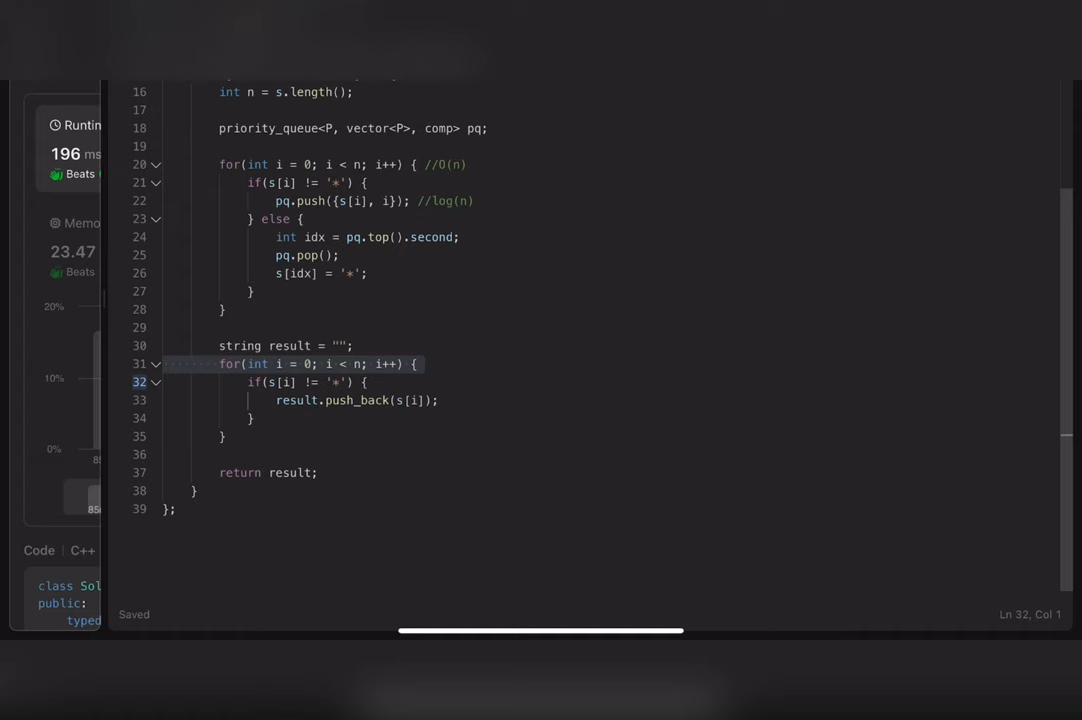 Runtin
196 ms
Beats
Memo
23.47
Beats
20%
10%
0%
85
85
Code | C++
class Sol
public:
typed
16 int n = s.length();
17
18 priority_queue<P, vector<P>, comp> pq;
19
20 for(int i = 0; i < n; i++) { //O(n)
21 if(s[i] != '*') {
22 pq.push({s[i], i}); //log(n)
23 } else {
24 int idx = pq.top().second;
25 pq.pop();
26 s[idx] = '*';
27 }
28 }
29
30 string result = "";
31 for(int i = 0; i < n; i++) {
32 if(s[i] != '*') {
33 result.push_back(s[i]);
34 }
35 }
36
37 return result;
38 }
39 };
Saved
Ln 32, Col 1